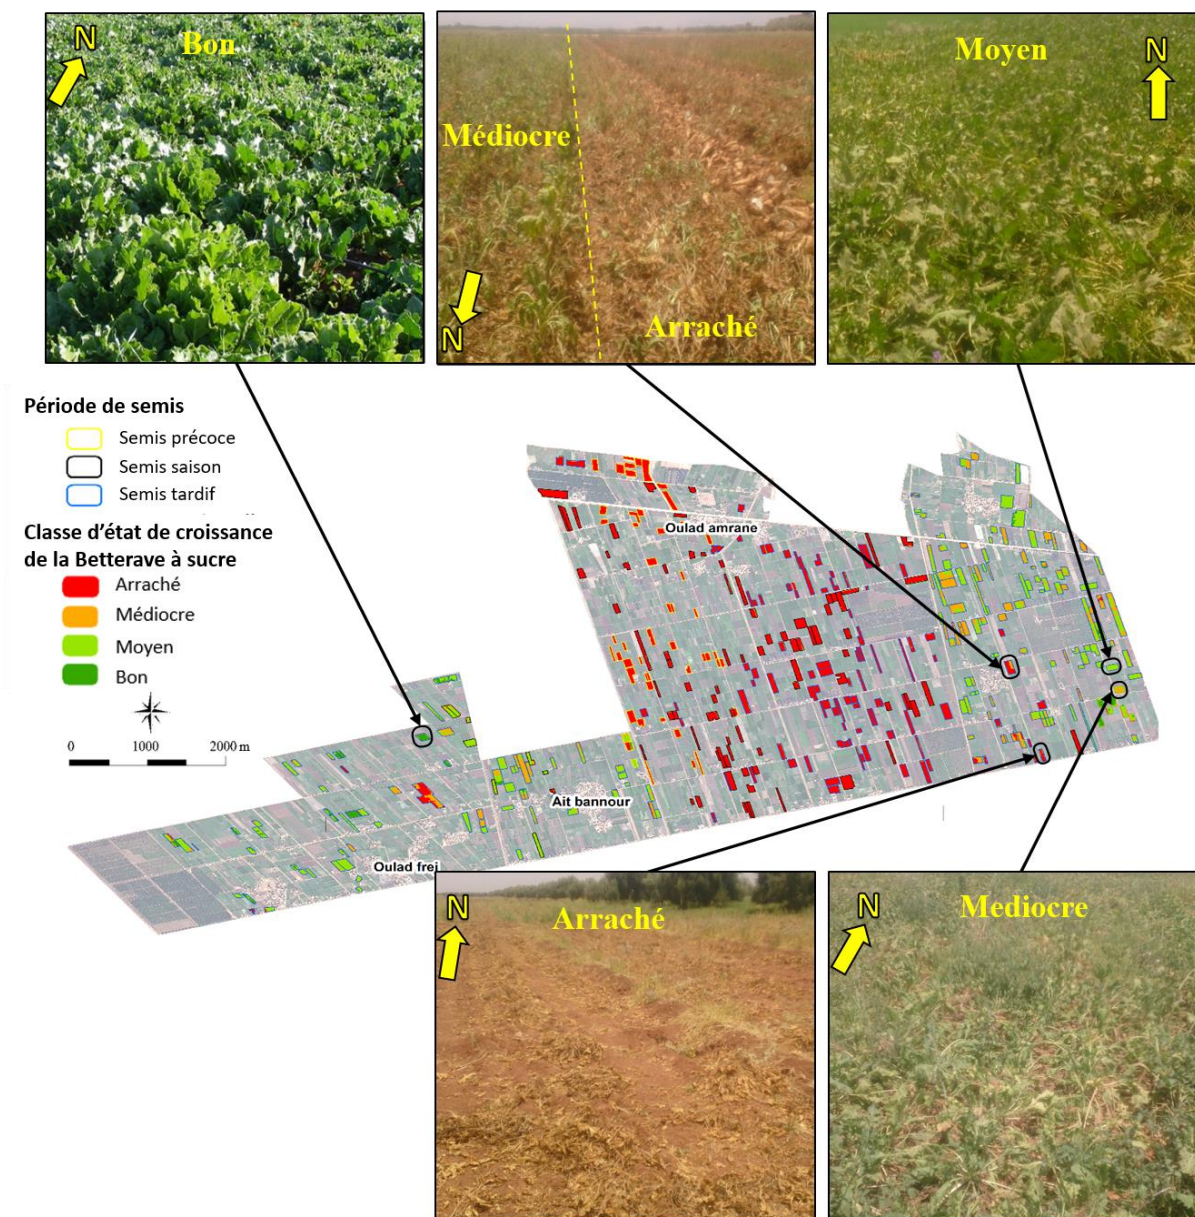 N
Bon
Médiocre
Arraché
N
Moyen
N
Période de semis
Semis précoce
Semis saison
Semis tardif
Classe d’état de croissance
de la Betterave à sucre
Arraché
Médiocre
Moyen
Bon
0 1000 2000 m
Oulad amrane
Ait bannour
Oulad frej
N
Arraché
N
Mediocre